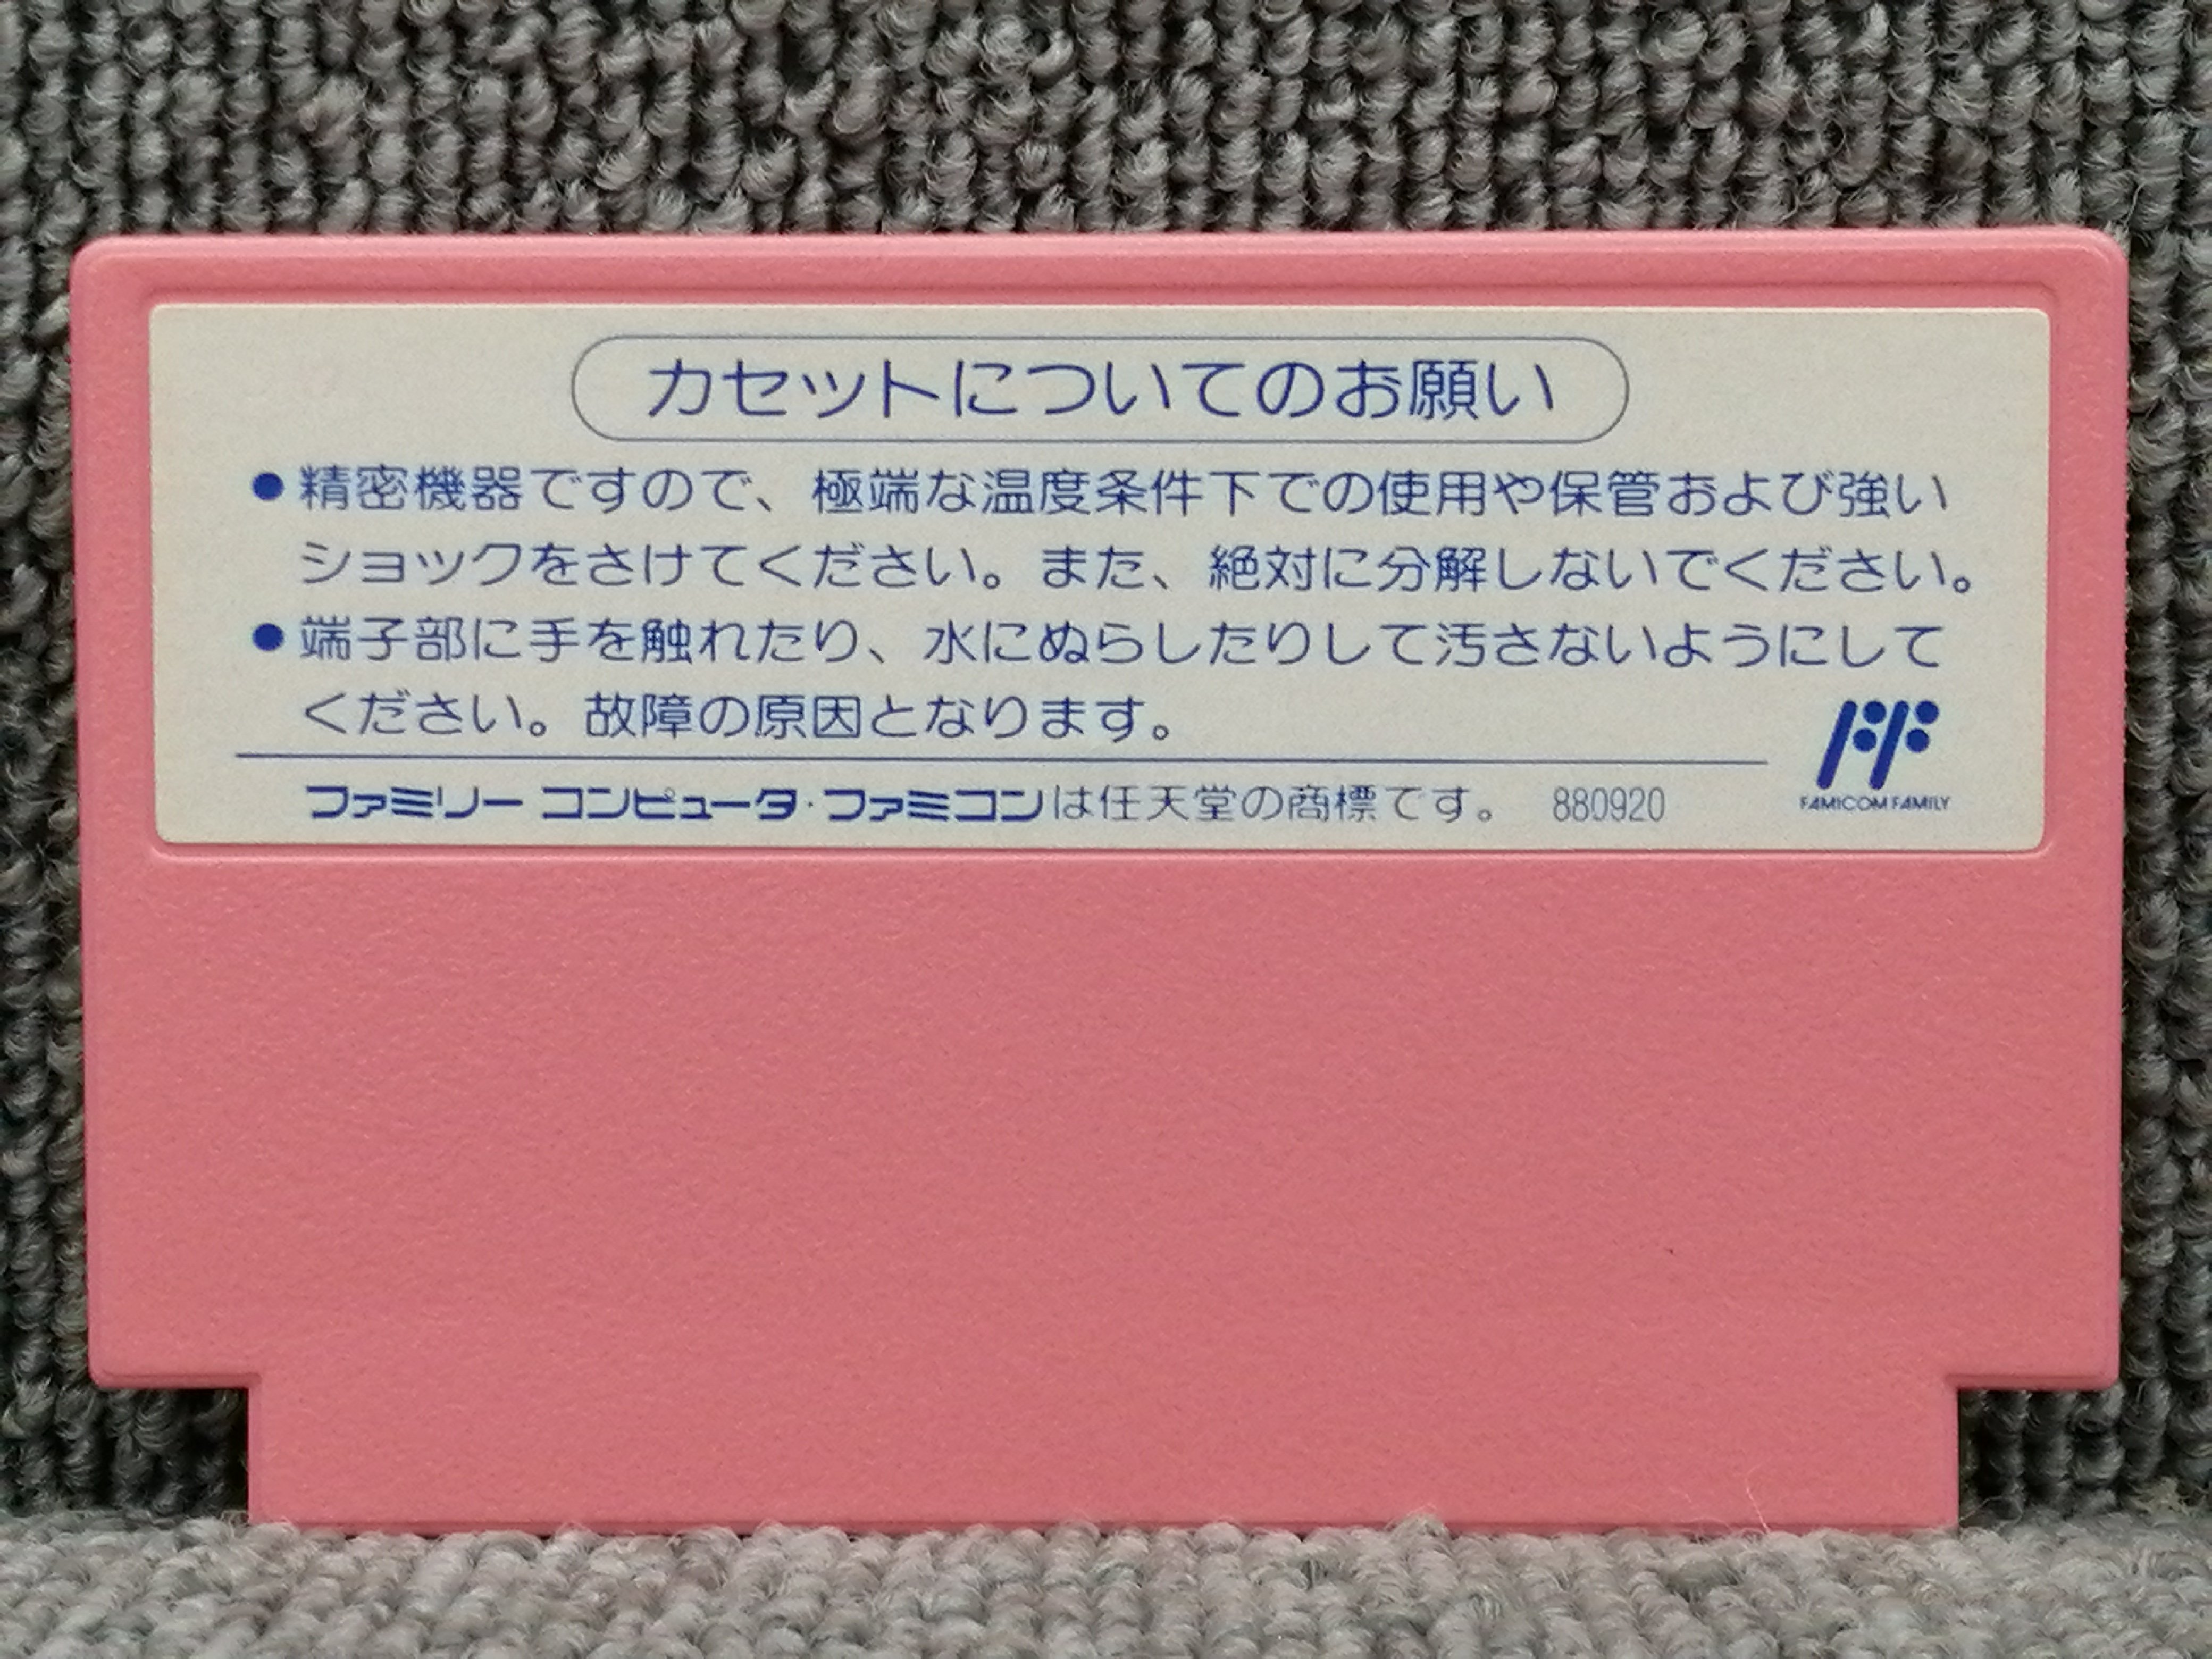 カセットについてのお願い
●精密機器ですので、極端な温度条件下での使用や保管および強い
ショックをさけてください。また、絶対に分解しないでください。
●端子部に手を触れたり、水にぬらしたりして汚さないようにして
ください。故障の原因となります。
ファミリー コンピュータ・ファミコンは任天堂の商標です。 880920
FF
FAMICOM FAMILY